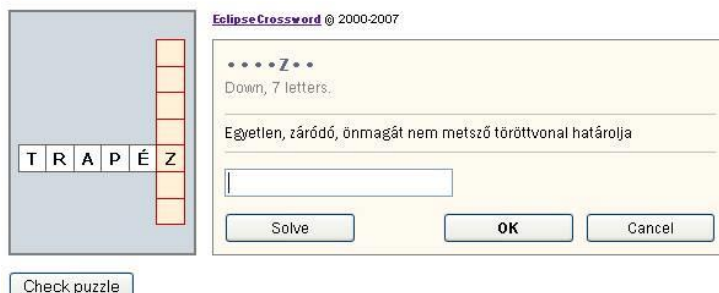 EclipseCrossword © 2000-2007
• • • • Z • •
Down, 7 letters.
Egyetlen, záródó, önmagát nem metsző töröttvonal határolja
T R A P É Z
Solve OK Cancel
Check puzzle